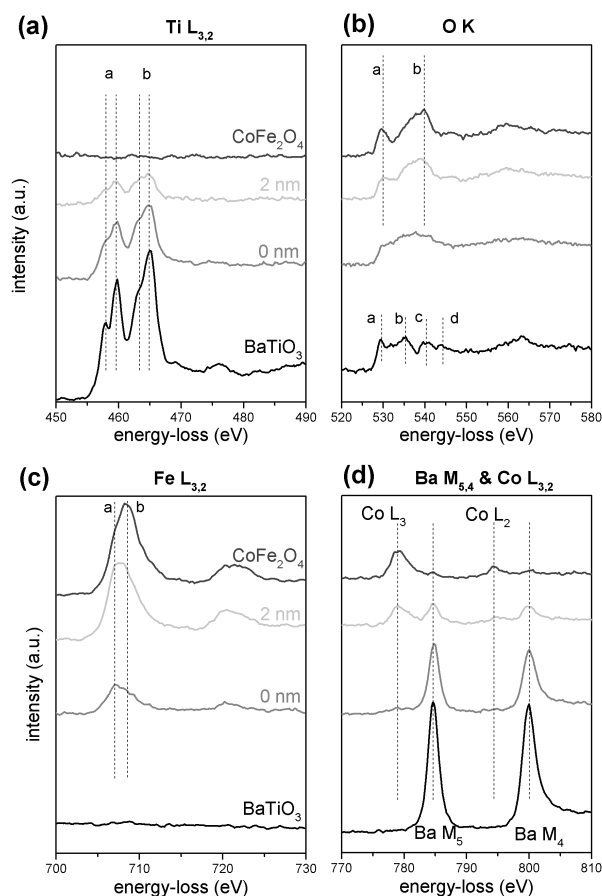 (a) Ti L3,2
a b
CoFe2O4
2 nm
0 nm
BaTiO3
intensity (a.u.)
450 460 470 480 490
energy-loss (eV)
(b) O K
a b
a b c d
520 530 540 550 560 570 580
energy-loss (eV)
(c) Fe L3,2
a b
CoFe2O4
2 nm
0 nm
BaTiO3
intensity (a.u.)
700 710 720 730
energy-loss (eV)
(d) Ba M5,4 & Co L3,2
Co L3 Co L2
Ba M5 Ba M4
770 780 790 800 810
energy-loss (eV)